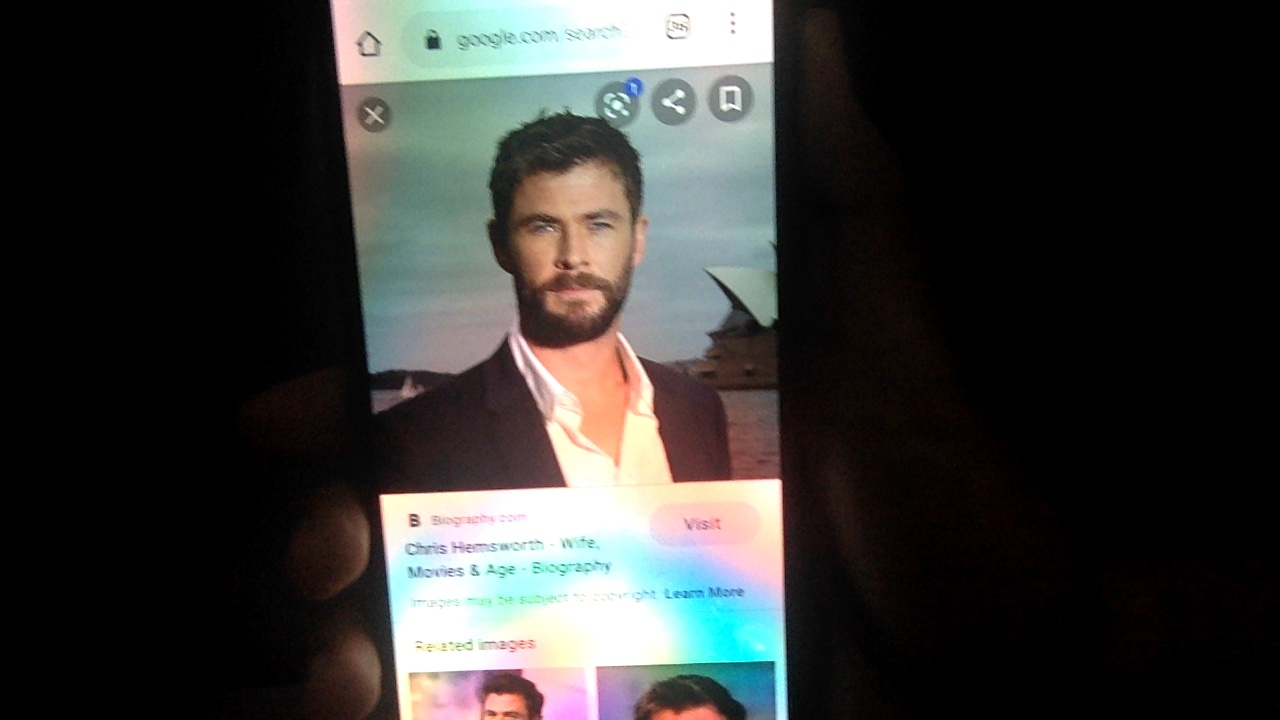 google.com/search
B Biography.com
Visit
Chris Hemsworth - Wife,
Movies & Age - Biography
Images may be subject to copyright. Learn More
Related images